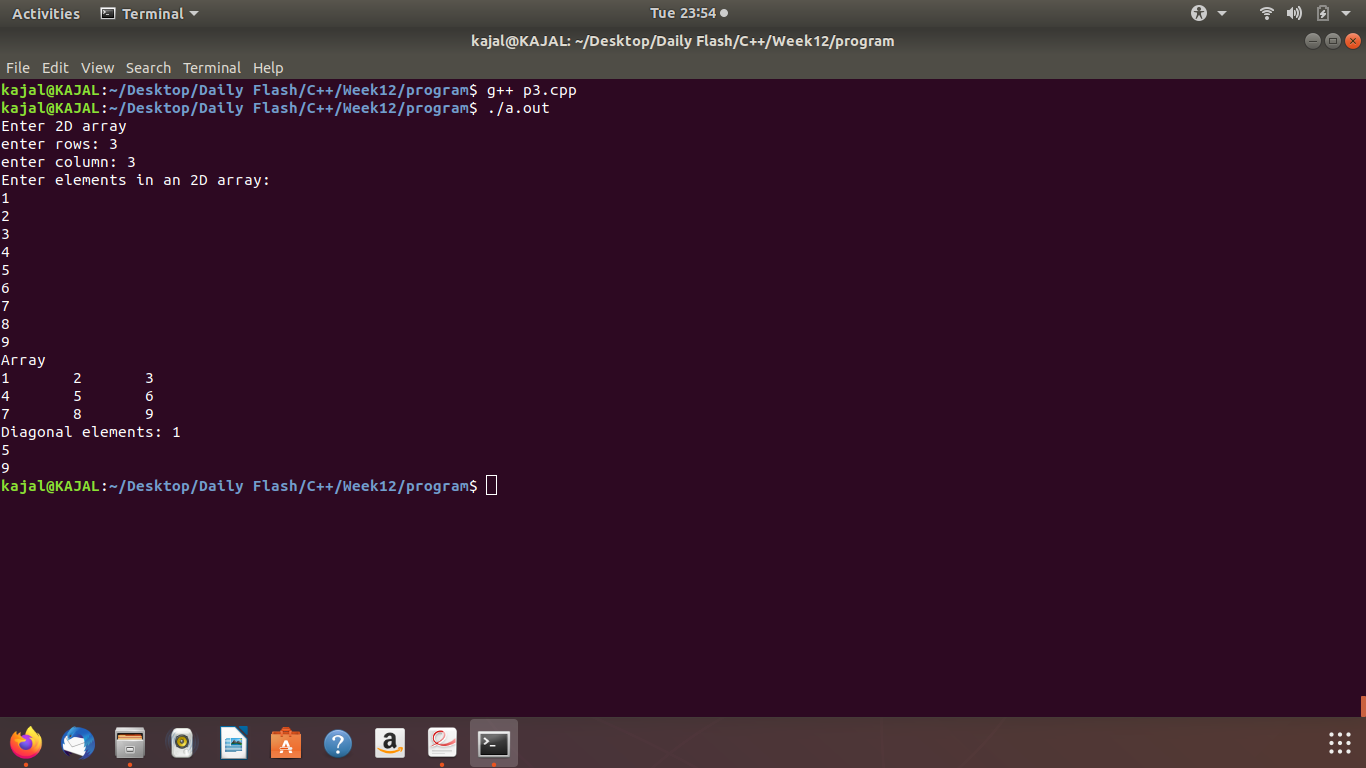 Activities Terminal Tue 23:54
kajal@KAJAL: ~/Desktop/Daily Flash/C++/Week12/program
File Edit View Search Terminal Help
kajal@KAJAL:~/Desktop/Daily Flash/C++/Week12/program$ g++ p3.cpp
kajal@KAJAL:~/Desktop/Daily Flash/C++/Week12/program$ ./a.out
Enter 2D array
enter rows: 3
enter column: 3
Enter elements in an 2D array:
1
2
3
4
5
6
7
8
9
Array
1 2 3
4 5 6
7 8 9
Diagonal elements: 1
5
9
kajal@KAJAL:~/Desktop/Daily Flash/C++/Week12/program$